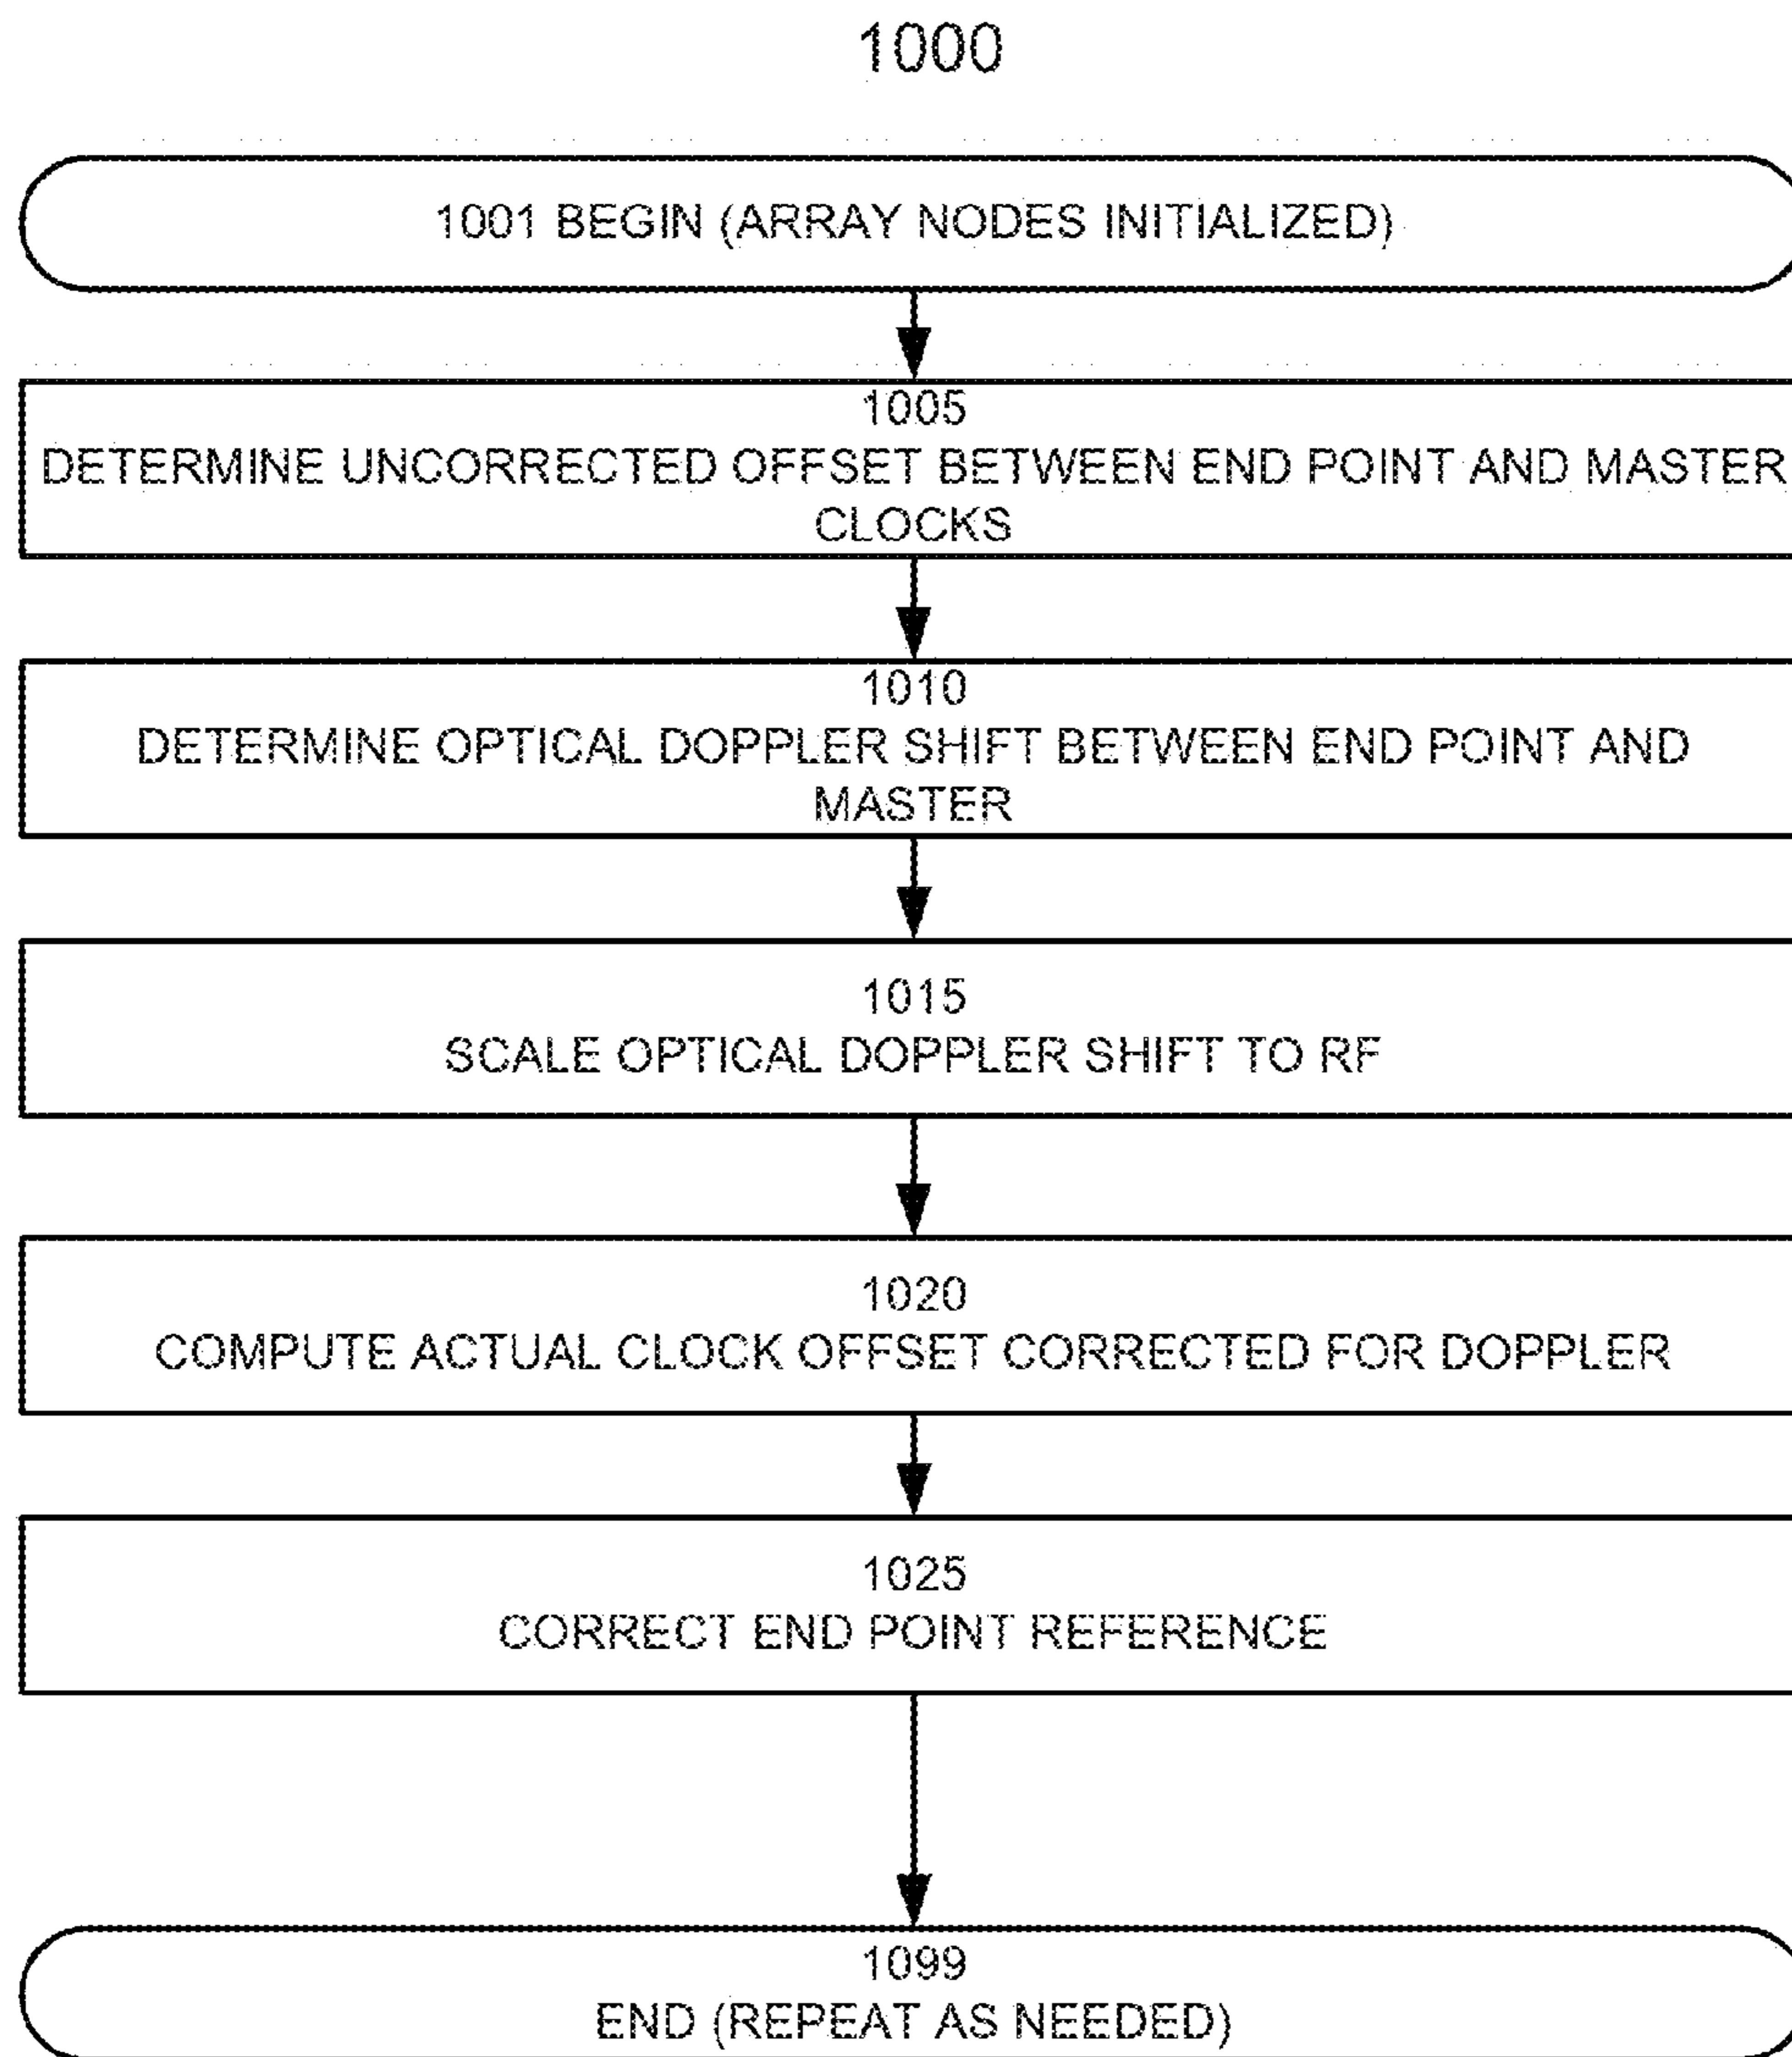 1000
1001 BEGIN (ARRAY NODES INITIALIZED)
1005
DETERMINE UNCORRECTED OFFSET BETWEEN END POINT AND MASTER
CLOCKS
1010
DETERMINE OPTICAL DOPPLER SHIFT BETWEEN END POINT AND
MASTER
1015
SCALE OPTICAL DOPPLER SHIFT TO RF
1020
COMPUTE ACTUAL CLOCK OFFSET CORRECTED FOR DOPPLER
1025
CORRECT END POINT REFERENCE
1099
END (REPEAT AS NEEDED)